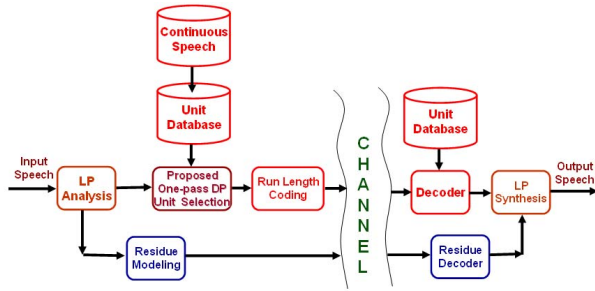 Continuous
Speech
Unit
Database
Input
Speech
LP
Analysis
Proposed
One-pass DP
Unit Selection
Run Length
Coding
CHANNEL
Unit
Database
Decoder
LP
Synthesis
Output
Speech
Residue
Modeling
Residue
Decoder